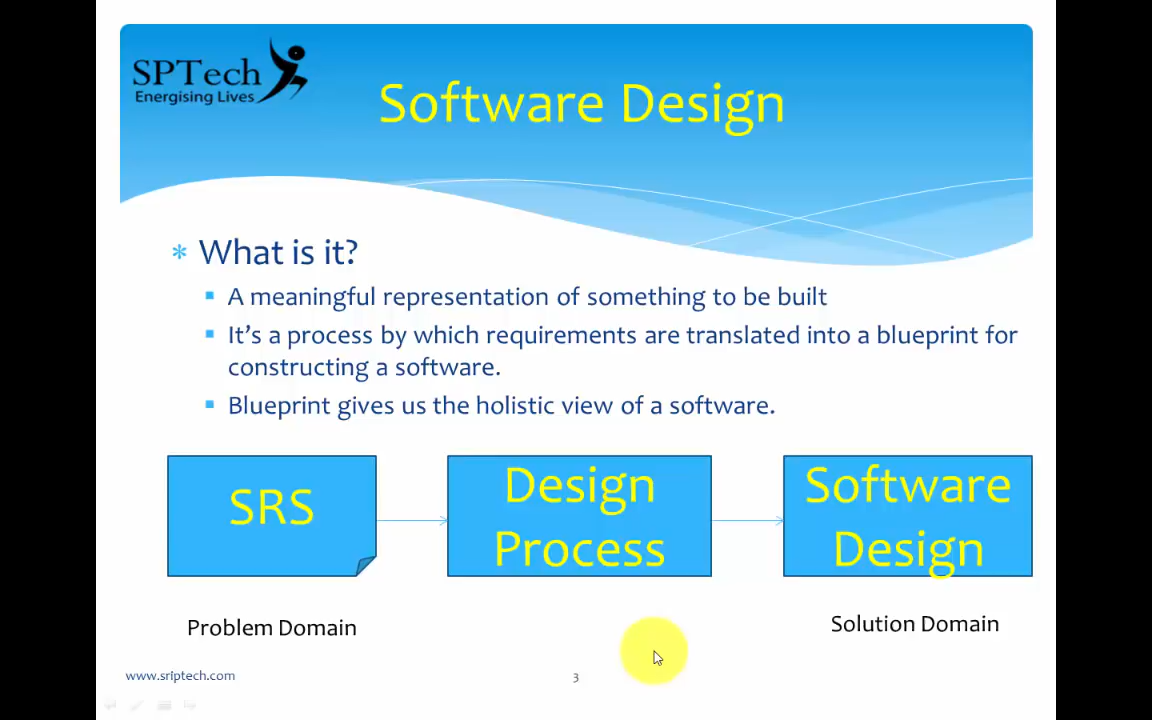 SPTech
Energising Lives
Software Design
What is it?
A meaningful representation of something to be built
It's a process by which requirements are translated into a blueprint for
constructing a software.
Blueprint gives us the holistic view of a software.
SRS
Design
Process
Software
Design
Problem Domain
Solution Domain
www.sriptech.com
3